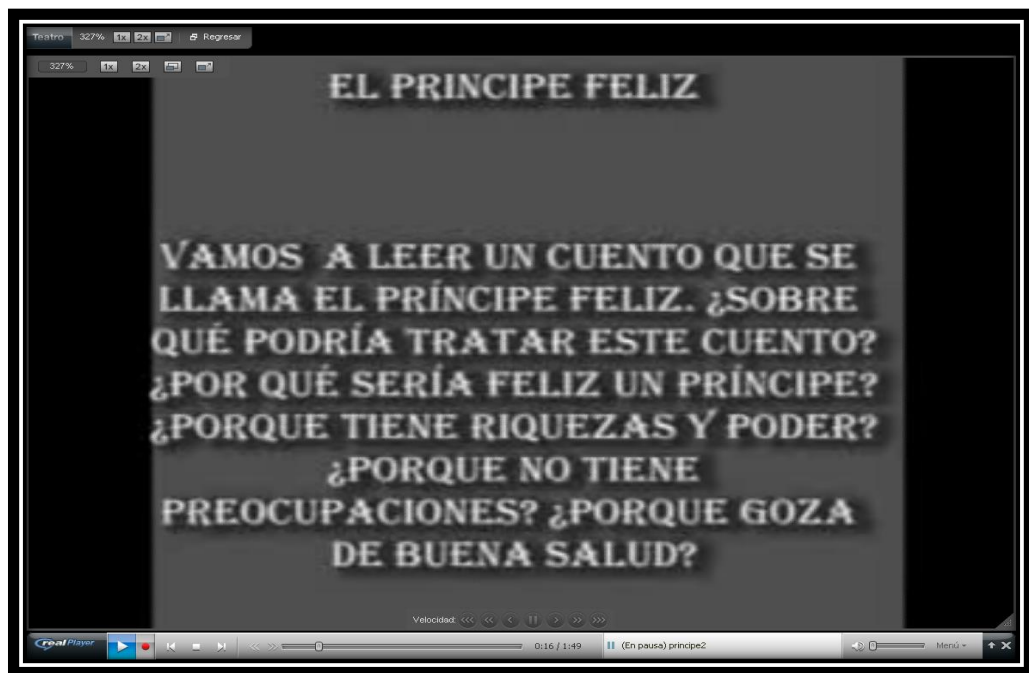 Teatro 327% 1x 2x Regresar
327% 1x 2x
EL PRINCIPE FELIZ
VAMOS A LEER UN CUENTO QUE SE
LLAMA EL PRÍNCIPE FELIZ. ¿SOBRE
QUÉ PODRÍA TRATAR ESTE CUENTO?
¿POR QUÉ SERÍA FELIZ UN PRÍNCIPE?
¿PORQUE TIENE RIQUEZAS Y PODER?
¿PORQUE NO TIENE
PREOCUPACIONES? ¿PORQUE GOZA
DE BUENA SALUD?
Velocidad:
realPlayer 0:16 / 1:49 (En pausa) principe2 Menú